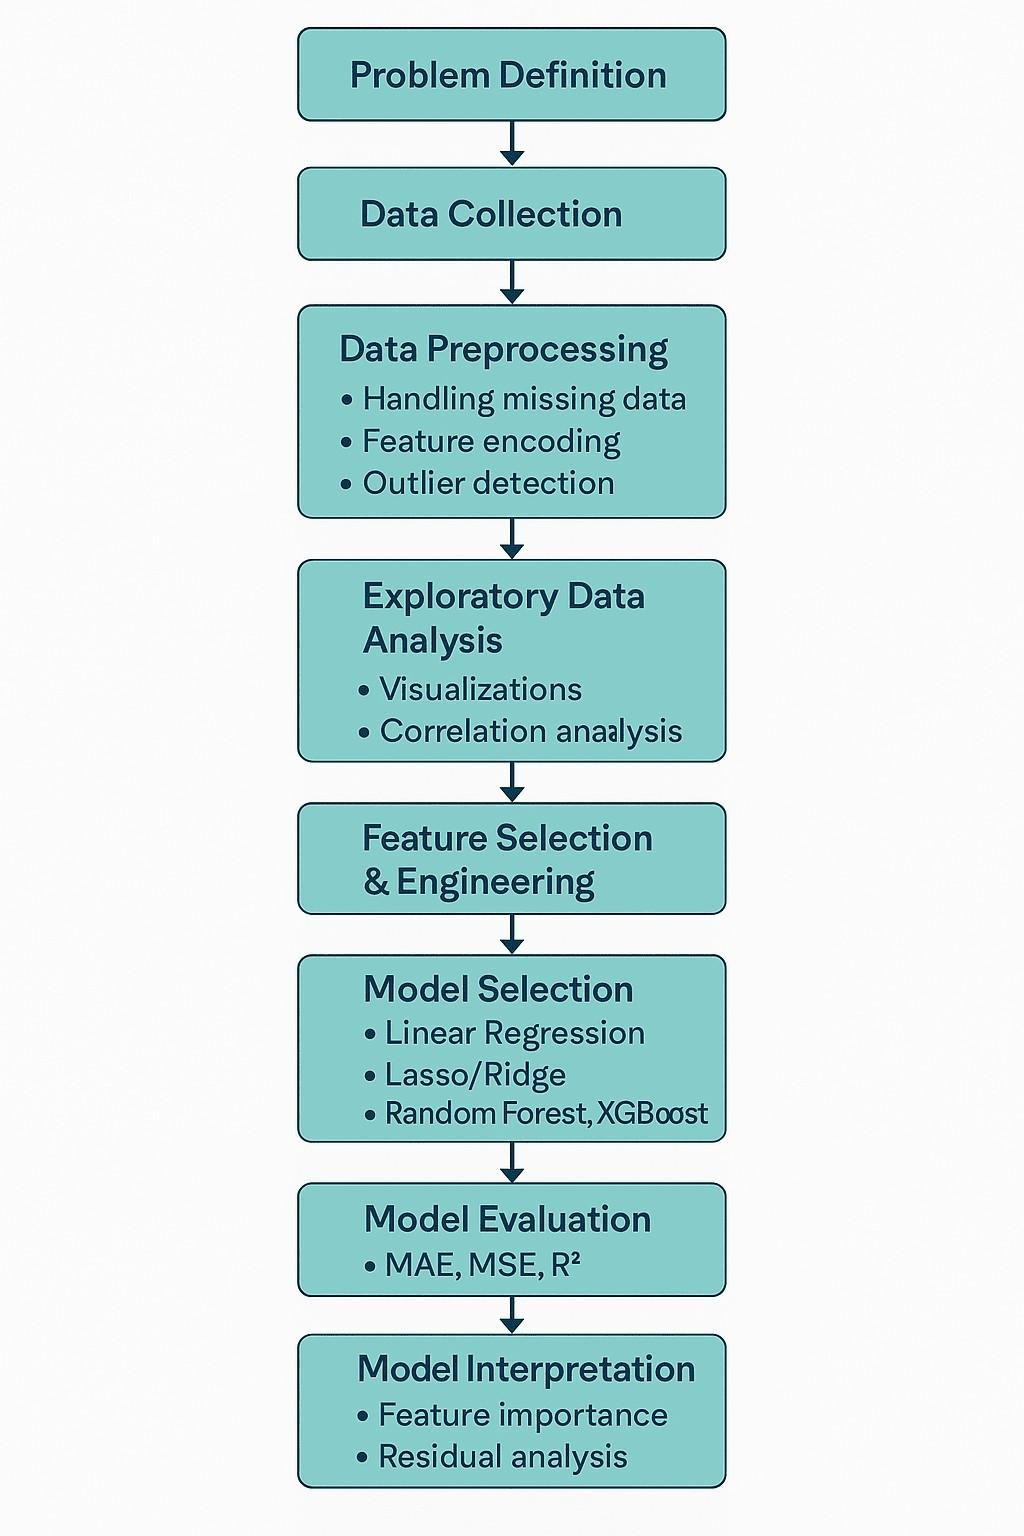 Problem Definition
Data Collection
Data Preprocessing
• Handling missing data
• Feature encoding
• Outlier detection
Exploratory Data
Analysis
• Visualizations
• Correlation anaalysis
Feature Selection
& Engineering
Model Selection
• Linear Regression
• Lasso/Ridge
• Random Forest, XGBoost
Model Evaluation
• MAE, MSE, R²
Model Interpretation
• Feature importance
• Residual analysis